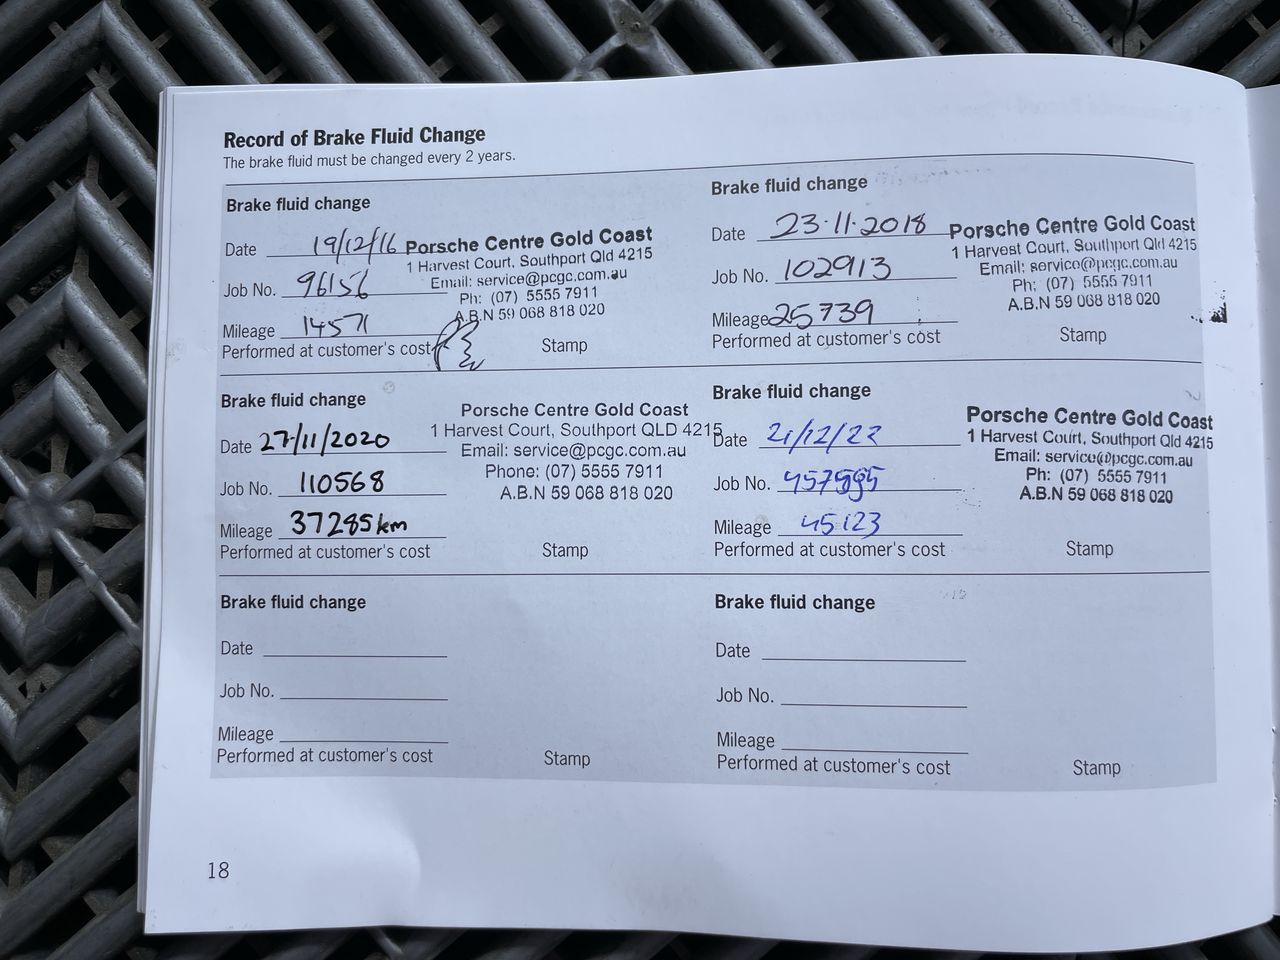 Record of Brake Fluid Change
The brake fluid must be changed every 2 years.
Brake fluid change
Date 19/12/16
Job No. 96156
Mileage 14571
Performed at customer's cost
Porsche Centre Gold Coast
1 Harvest Court, Southport Qld 4215
Email: service@pcgc.com.au
Ph: (07) 5555 7911
A.B.N 59 068 818 020
Stamp
Brake fluid change
Date 23.11.2018
Job No. 102913
Mileage 25739
Performed at customer's cost
Porsche Centre Gold Coast
1 Harvest Court, Southport Qld 4215
Email: service@pcgc.com.au
Ph: (07) 5555 7911
A.B.N 59 068 818 020
Stamp
Brake fluid change
Date 27/11/2020
Job No. 110568
Mileage 37285km
Performed at customer's cost
Porsche Centre Gold Coast
1 Harvest Court, Southport QLD 4215
Email: service@pcgc.com.au
Phone: (07) 5555 7911
A.B.N 59 068 818 020
Stamp
Brake fluid change
Date 21/12/22
Job No.
Mileage 45123
Performed at customer's cost
Porsche Centre Gold Coast
1 Harvest Court, Southport Qld 4215
Email: service@pcgc.com.au
Ph: (07) 5555 7911
A.B.N 59 068 818 020
Stamp
Brake fluid change
Date
Job No.
Mileage
Performed at customer's cost
Stamp
Brake fluid change
Date
Job No.
Mileage
Performed at customer's cost
Stamp
18